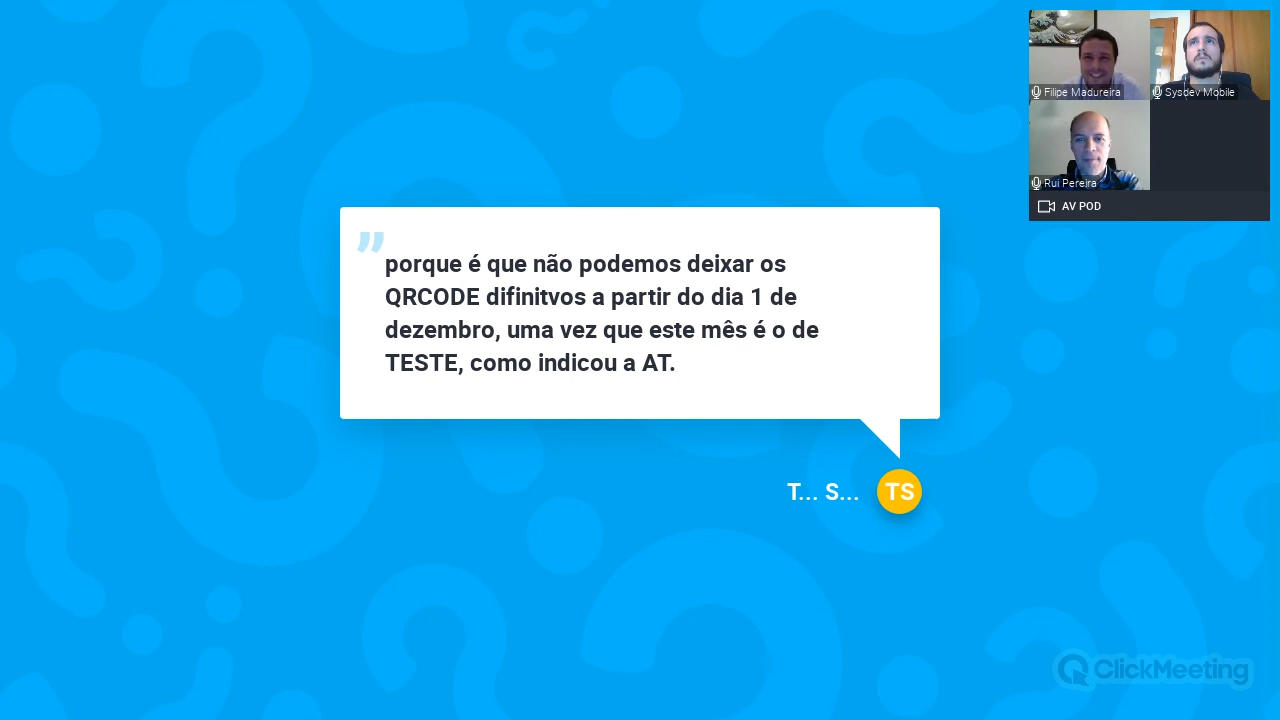 Filipe Madureira
Sysdev Mobile
Rui Pereira
AV POD
porque é que não podemos deixar os
QRCODE difinitvos a partir do dia 1 de
dezembro, uma vez que este mês é o de
TESTE, como indicou a AT.
T... S...
TS
ClickMeeting